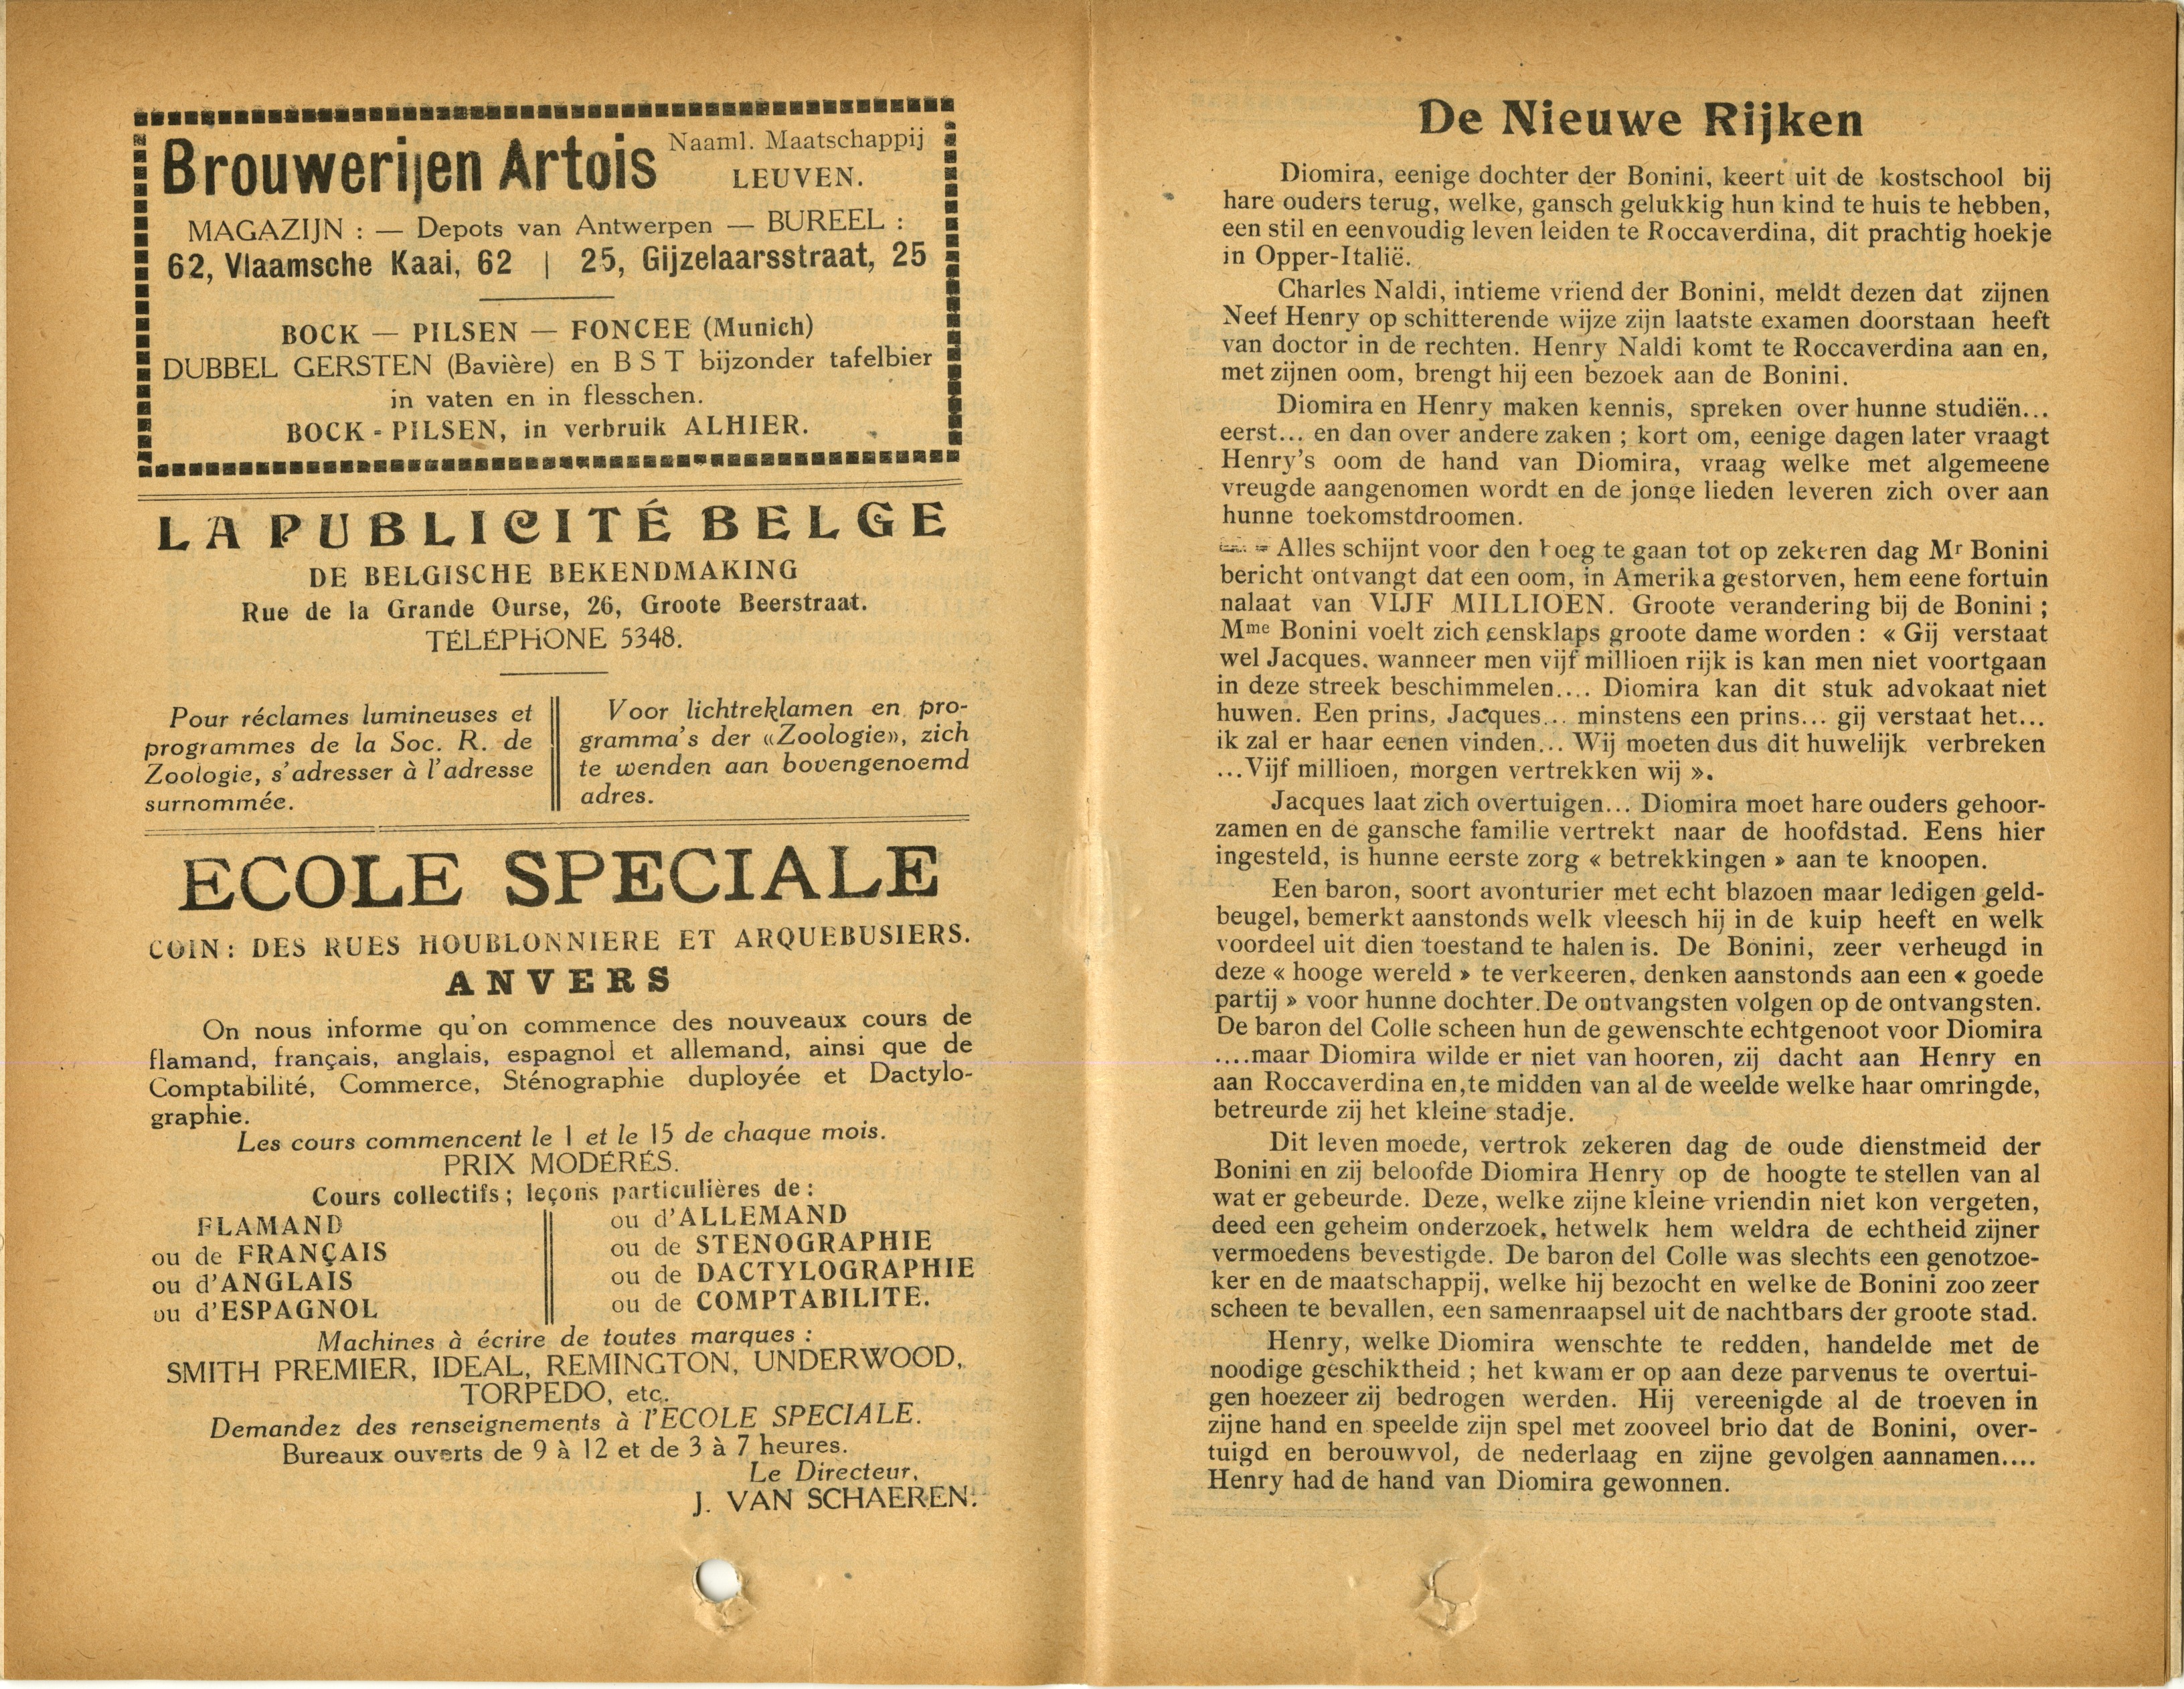 Brouwerijen Artois
Naaml. Maatschappij
LEUVEN.
MAGAZIJN : — Depots van Antwerpen — BUREEL :
62, Vlaamsche Kaai, 62 | 25, Gijzelaarsstraat, 25
BOCK — PILSEN — FONCEE (Munich)
DUBBEL GERSTEN (Bavière) en B S T bijzonder tafelbier
in vaten en in flesschen.
BOCK - PILSEN, in verbruik ALHIER.
LA PUBLICITÉ BELGE
DE BELGISCHE BEKENDMAKING
Rue de la Grande Ourse, 26, Groote Beerstraat.
TÉLÉPHONE 5348.
Pour réclames lumineuses et
programmes de la Soc. R. de
Zoologie, s'adresser à l'adresse
surnommée.
Voor lichtreklamen en pro-
gramma's der «Zoologie», zich
te wenden aan bovengenoemd
adres.
ECOLE SPECIALE
COIN: DES RUES HOUBLONNIERE ET ARQUEBUSIERS.
ANVERS
On nous informe qu'on commence des nouveaux cours de
flamand, français, anglais, espagnol et allemand, ainsi que de
Comptabilité, Commerce, Sténographie duployée et Dactylo-
graphie.
Les cours commencent le 1 et le 15 de chaque mois.
PRIX MODÉRÉS.
Cours collectifs ; leçons particulières de :
FLAMAND
ou de FRANÇAIS
ou d'ANGLAIS
ou d'ESPAGNOL
ou d'ALLEMAND
ou de STENOGRAPHIE
ou de DACTYLOGRAPHIE
ou de COMPTABILITE.
Machines à écrire de toutes marques :
SMITH PREMIER, IDEAL, REMINGTON, UNDERWOOD,
TORPEDO, etc.
Demandez des renseignements à l'ECOLE SPECIALE.
Bureaux ouverts de 9 à 12 et de 3 à 7 heures.
Le Directeur,
J. VAN SCHAEREN.
De Nieuwe Rijken
Diomira, eenige dochter der Bonini, keert uit de kostschool bij
hare ouders terug, welke, gansch gelukkig hun kind te huis te hebben,
een stil en eenvoudig leven leiden te Roccaverdina, dit prachtig hoekje
in Opper-Italië.
Charles Naldi, intieme vriend der Bonini, meldt dezen dat zijnen
Neef Henry op schitterende wijze zijn laatste examen doorstaan heeft
van doctor in de rechten. Henry Naldi komt te Roccaverdina aan en,
met zijnen oom, brengt hij een bezoek aan de Bonini.
Diomira en Henry maken kennis, spreken over hunne studiën...
eerst... en dan over andere zaken ; kort om, eenige dagen later vraagt
Henry's oom de hand van Diomira, vraag welke met algemeene
vreugde aangenomen wordt en de jonge lieden leveren zich over aan
hunne toekomstdroomen.
Alles schijnt voor den hoeg te gaan tot op zekeren dag Mr Bonini
bericht ontvangt dat een oom, in Amerika gestorven, hem eene fortuin
nalaat van VIJF MILLIOEN. Groote verandering bij de Bonini ;
Mme Bonini voelt zich eensklaps groote dame worden : « Gij verstaat
wel Jacques, wanneer men vijf millioen rijk is kan men niet voortgaan
in deze streek beschimmelen.... Diomira kan dit stuk advokaat niet
huwen. Een prins, Jacques... minstens een prins... gij verstaat het...
ik zal er haar eenen vinden... Wij moeten dus dit huwelijk verbreken
...Vijf millioen, morgen vertrekken wij ».
Jacques laat zich overtuigen... Diomira moet hare ouders gehoor-
zamen en de gansche familie vertrekt naar de hoofdstad. Eens hier
ingesteld, is hunne eerste zorg « betrekkingen » aan te knoopen.
Een baron, soort avonturier met echt blazoen maar ledigen geld-
beugel, bemerkt aanstonds welk vleesch hij in de kuip heeft en welk
voordeel uit dien toestand te halen is. De Bonini, zeer verheugd in
deze « hooge wereld » te verkeeren, denken aanstonds aan een « goede
partij » voor hunne dochter. De ontvangsten volgen op de ontvangsten.
De baron del Colle scheen hun de gewenschte echtgenoot voor Diomira
....maar Diomira wilde er niet van hooren, zij dacht aan Henry en
aan Roccaverdina en, te midden van al de weelde welke haar omringde,
betreurde zij het kleine stadje.
Dit leven moede, vertrok zekeren dag de oude dienstmeid der
Bonini en zij beloofde Diomira Henry op de hoogte te stellen van al
wat er gebeurde. Deze, welke zijne kleine vriendin niet kon vergeten,
deed een geheim onderzoek, hetwelk hem weldra de echtheid zijner
vermoedens bevestigde. De baron del Colle was slechts een genotzoe-
ker en de maatschappij, welke hij bezocht en welke de Bonini zoo zeer
scheen te bevallen, een samenraapsel uit de nachtbars der groote stad.
Henry, welke Diomira wenschte te redden, handelde met de
noodige geschiktheid ; het kwam er op aan deze parvenus te overtui-
gen hoezeer zij bedrogen werden. Hij vereenigde al de troeven in
zijne hand en speelde zijn spel met zooveel brio dat de Bonini, over-
tuigd en berouwvol, de nederlaag en zijne gevolgen aannamen....
Henry had de hand van Diomira gewonnen.